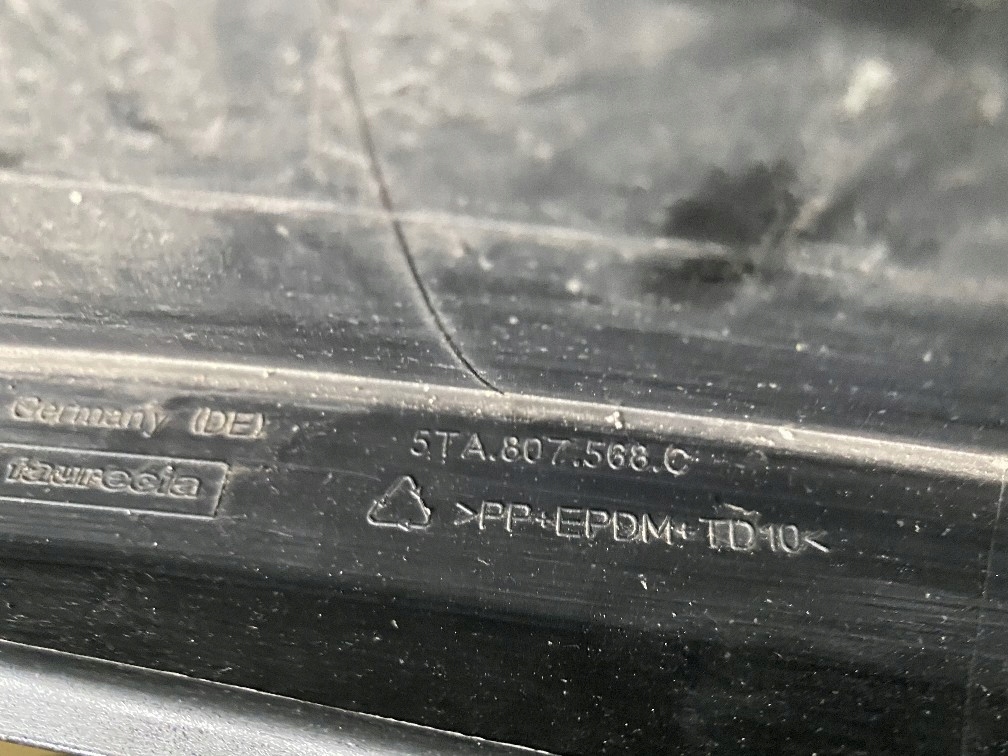 Germany (DE)
faurecia
5TA.807.568.C
>PP+EPDM+TD10<